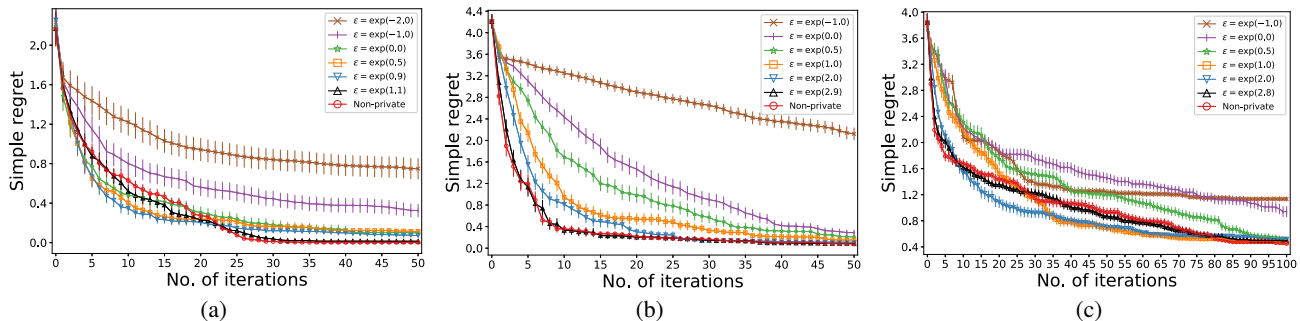 Simple regret
2.0
1.6
1.2
0.8
0.4
0.0
0 5 10 15 20 25 30 35 40 45 50
No. of iterations
ε = exp(−2.0)
ε = exp(−1.0)
ε = exp(0.0)
ε = exp(0.5)
ε = exp(0.9)
ε = exp(1.1)
Non-private
(a)
Simple regret
4.4
4.0
3.6
3.2
2.8
2.4
2.0
1.6
1.2
0.8
0.4
0.0
0 5 10 15 20 25 30 35 40 45 50
No. of iterations
ε = exp(−1.0)
ε = exp(0.0)
ε = exp(0.5)
ε = exp(1.0)
ε = exp(2.0)
ε = exp(2.9)
Non-private
(b)
Simple regret
4.0
3.6
3.2
2.8
2.4
2.0
1.6
1.2
0.8
0.4
0 5 10 15 20 25 30 35 40 45 50 55 60 65 70 75 80 85 90 95 100
No. of iterations
ε = exp(−1.0)
ε = exp(0.0)
ε = exp(0.5)
ε = exp(1.0)
ε = exp(2.0)
ε = exp(2.8)
Non-private
(c)